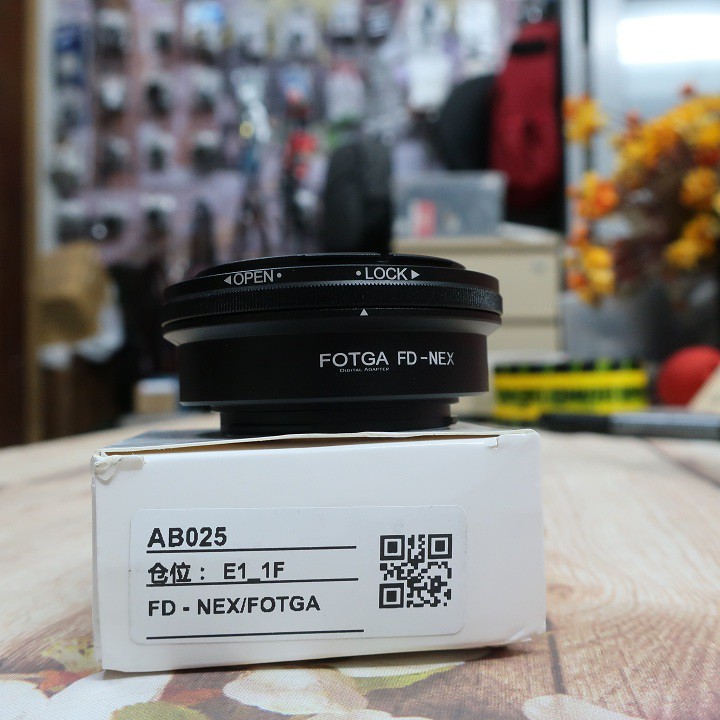 ◀OPEN• •LOCK▶
FOTGA FD-NEX
DIGITAL ADAPTER
AB025
仓位： E1_1F
FD - NEX/FOTGA